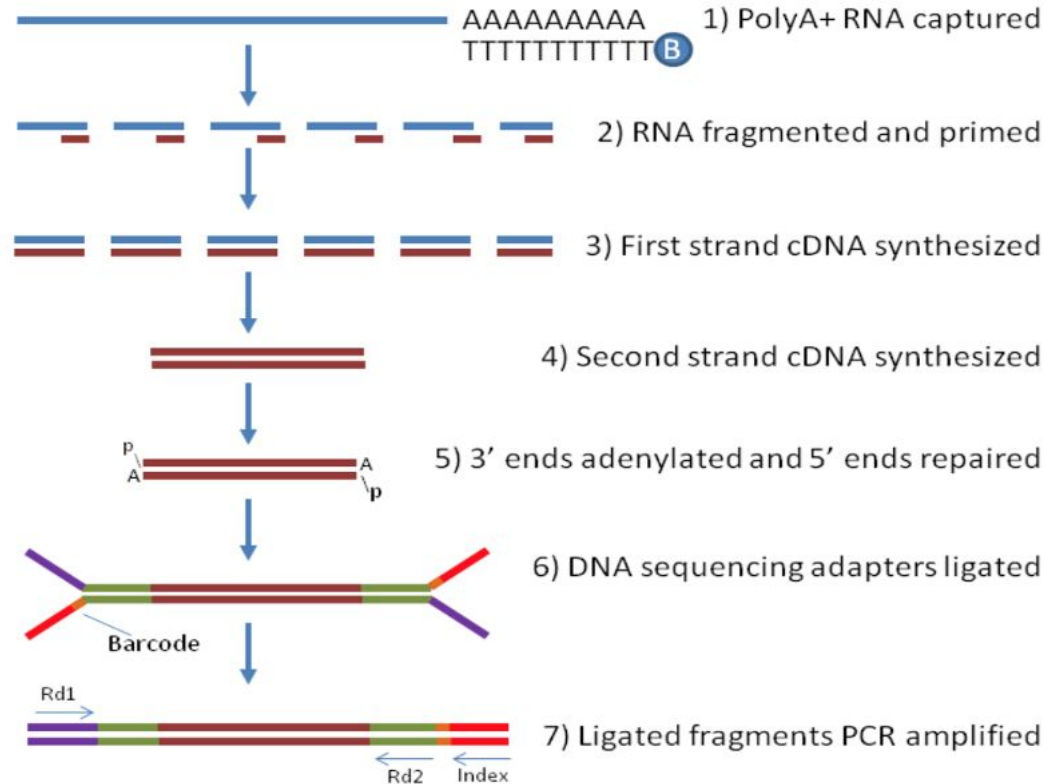 AAAAAAAAA
1) PolyA+ RNA captured
TTTTTTTTTTT B
2) RNA fragmented and primed
3) First strand cDNA synthesized
4) Second strand cDNA synthesized
p
A
5) 3’ ends adenylated and 5’ ends repaired
A
p
6) DNA sequencing adapters ligated
Barcode
Rd1
7) Ligated fragments PCR amplified
Rd2
Index